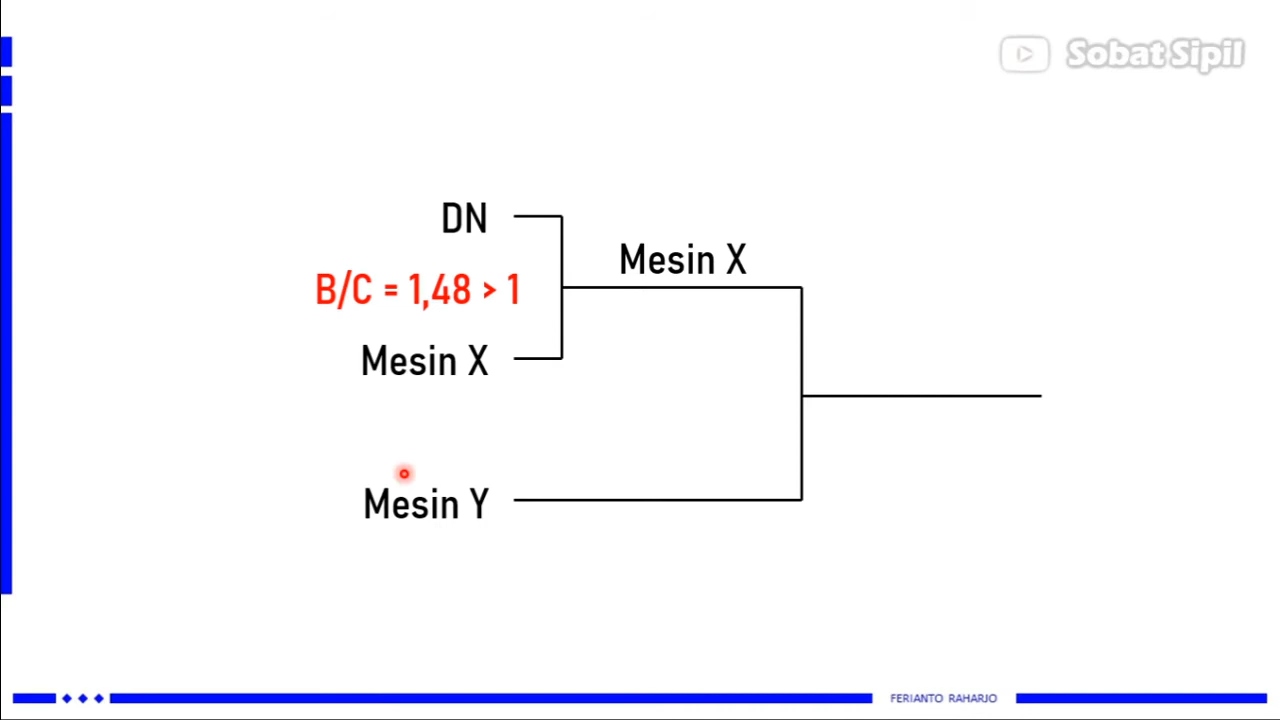 Sobat Sipil
DN
Mesin X
B/C = 1,48 > 1
Mesin X
Mesin Y
FERIANTO RAHARJO